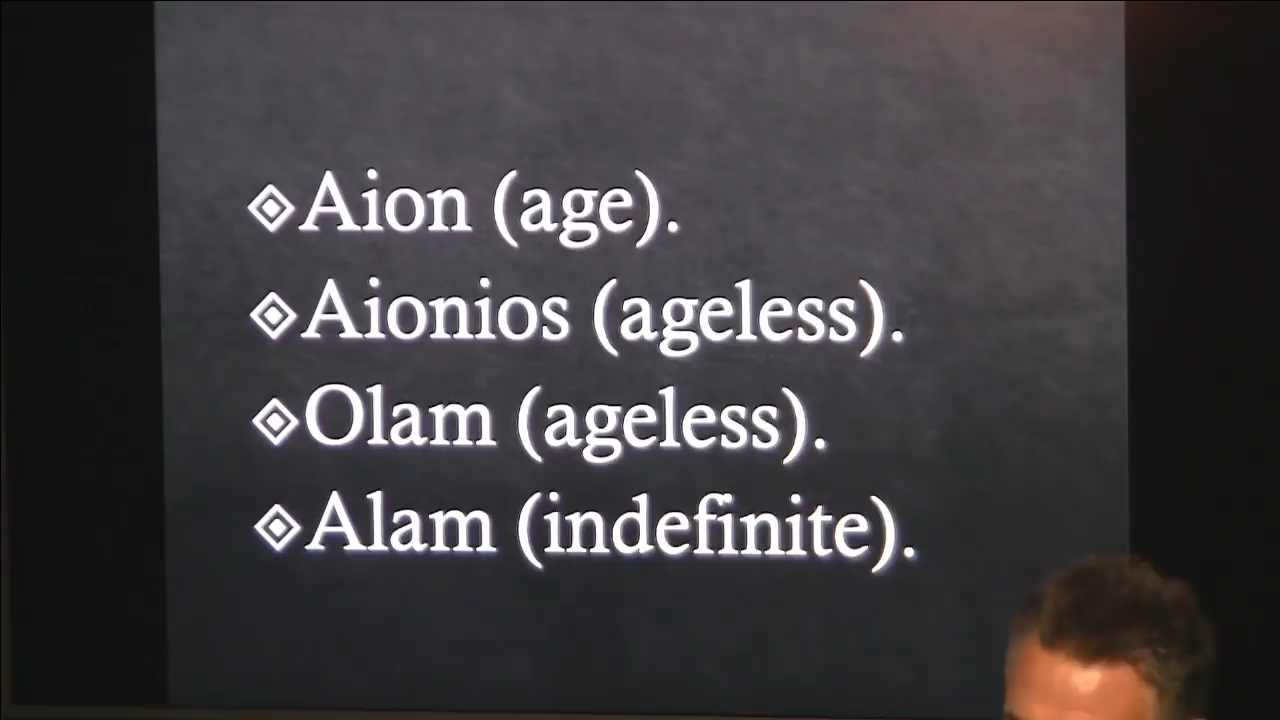 Aion (age).
Aionios (ageless).
Olam (ageless).
Alam (indefinite).